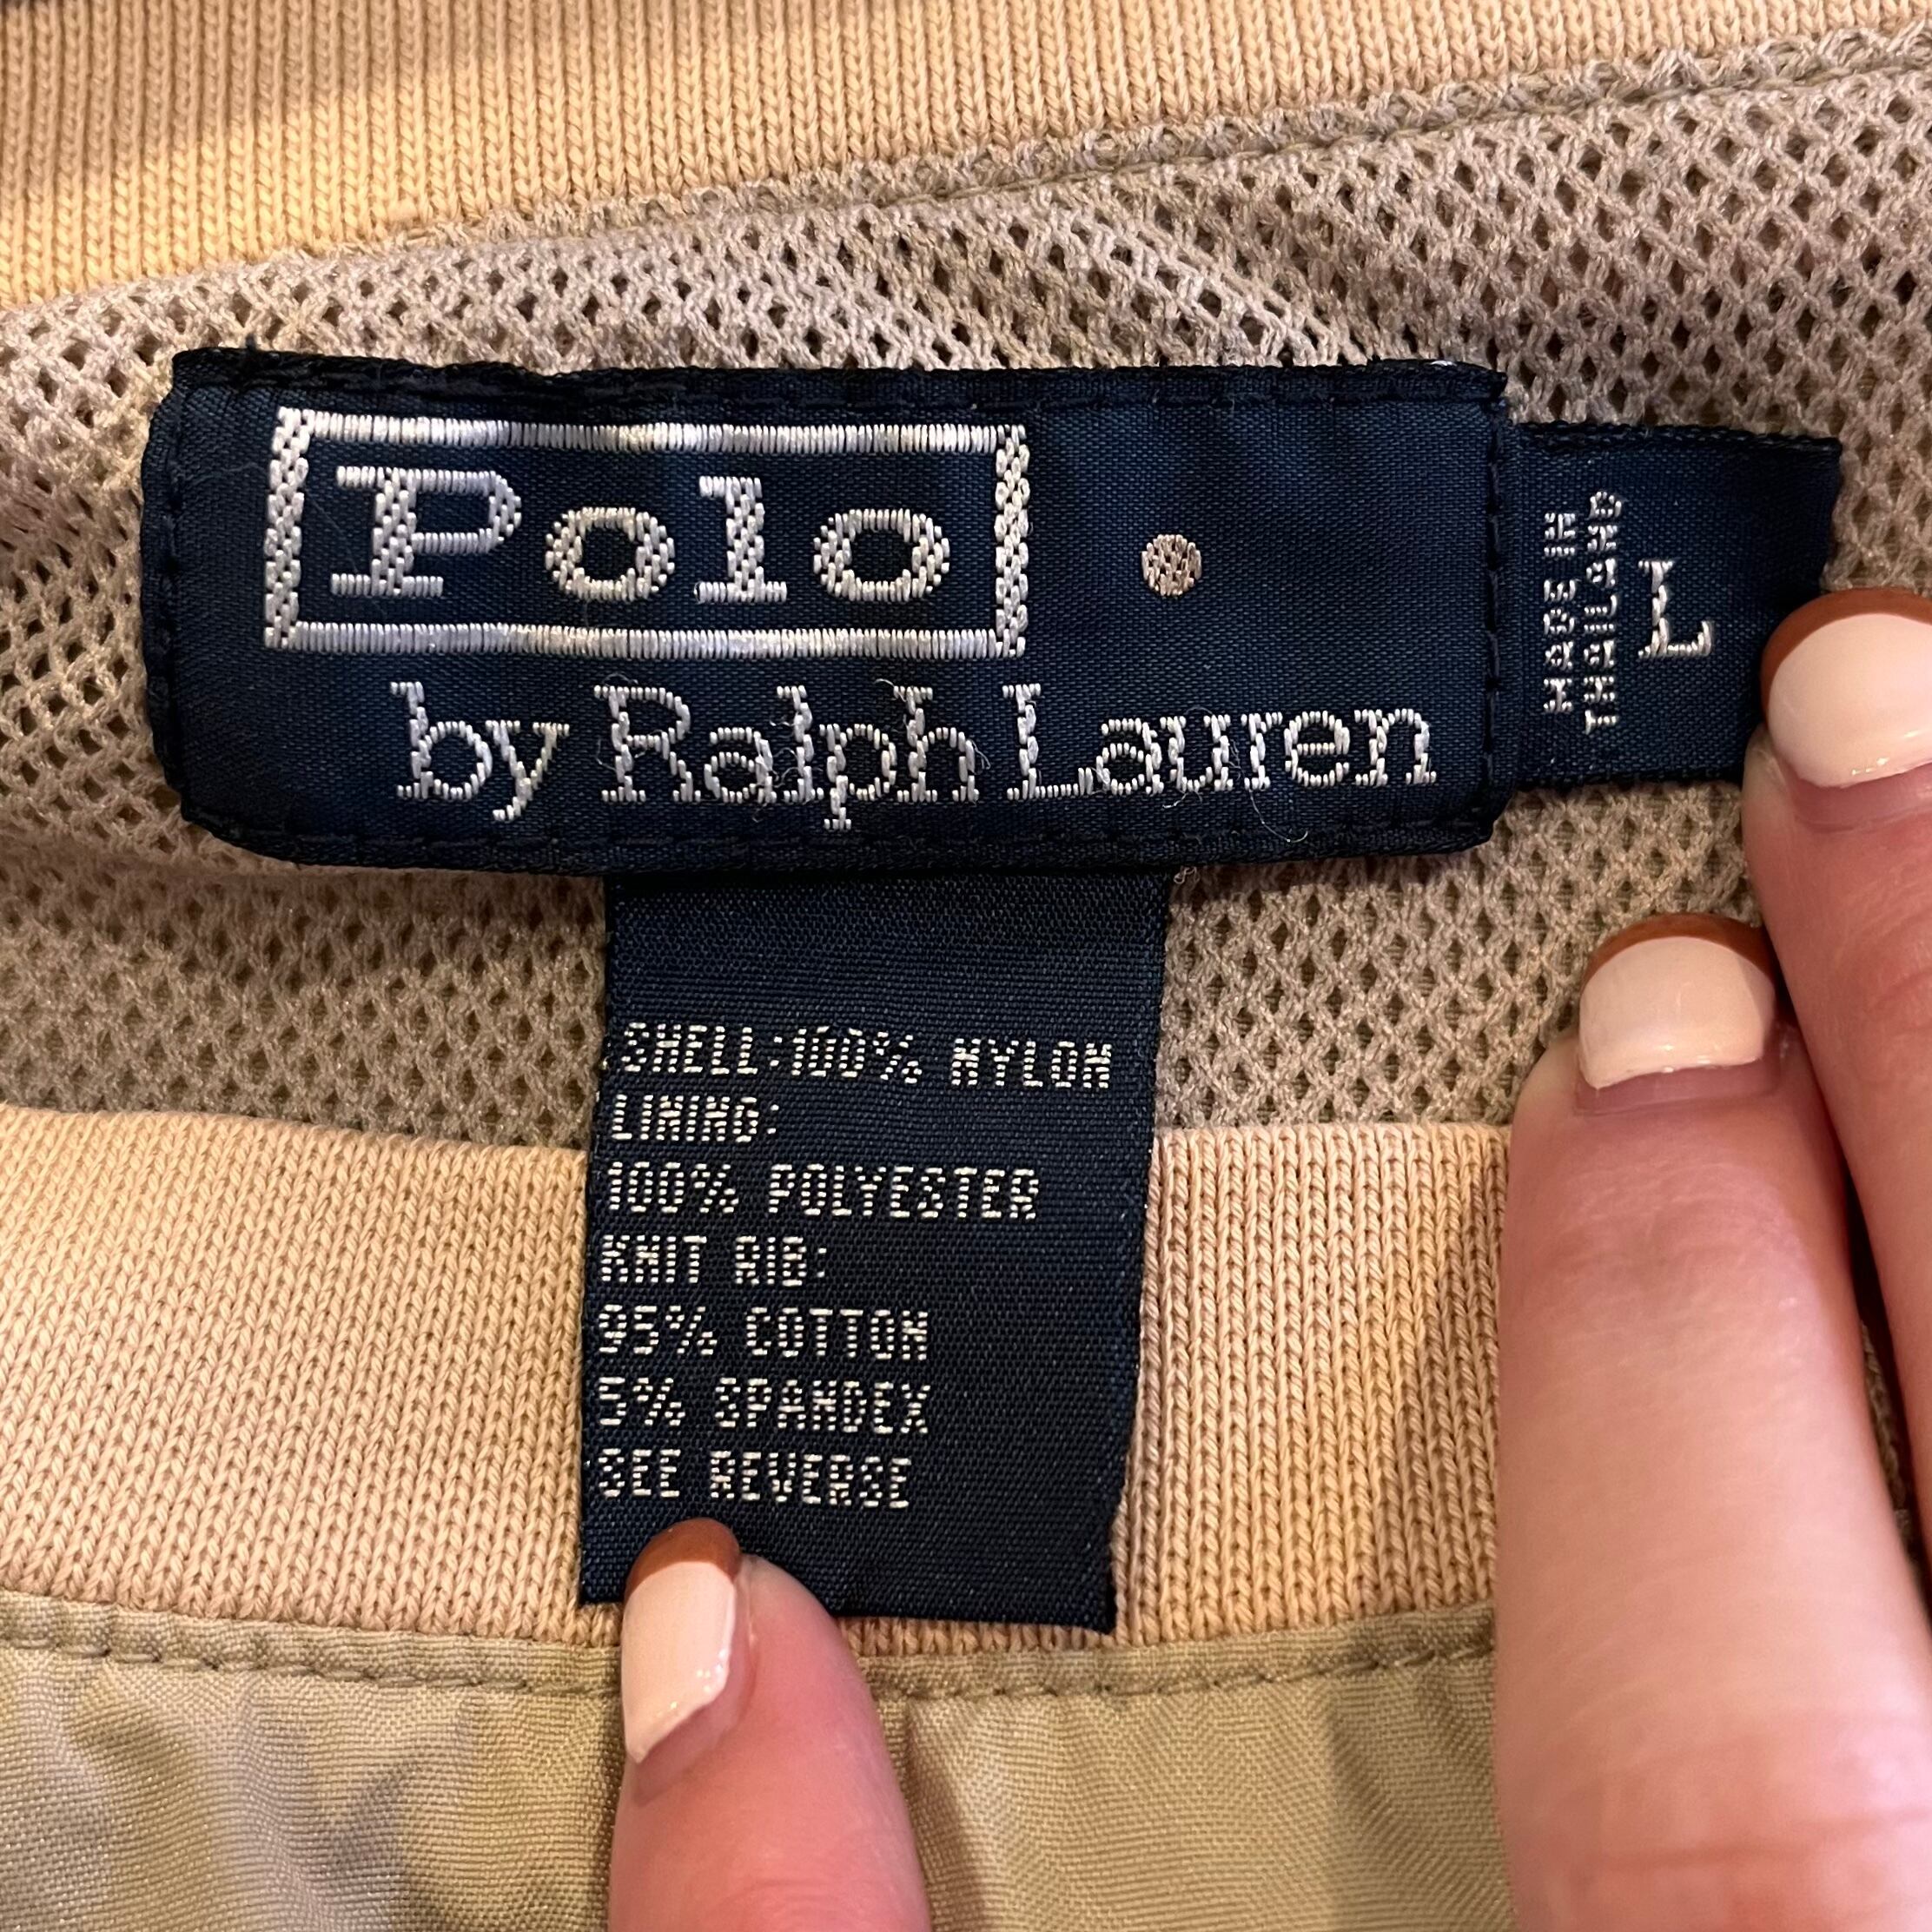 Polo
by Ralph Lauren
MADE IN
THAILAND
L
SHELL:100% NYLON
LINING:
100% POLYESTER
KNIT RIB:
95% COTTON
5% SPANDEX
SEE REVERSE